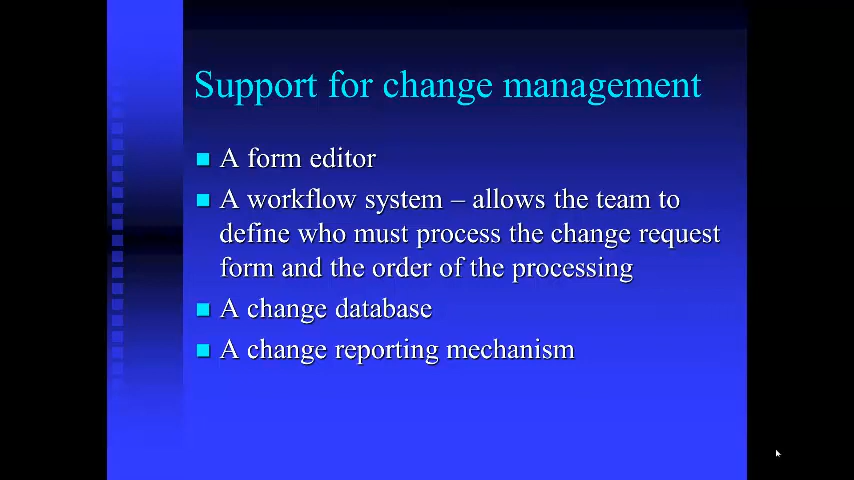 Support for change management
A form editor
A workflow system – allows the team to
define who must process the change request
form and the order of the processing
A change database
A change reporting mechanism